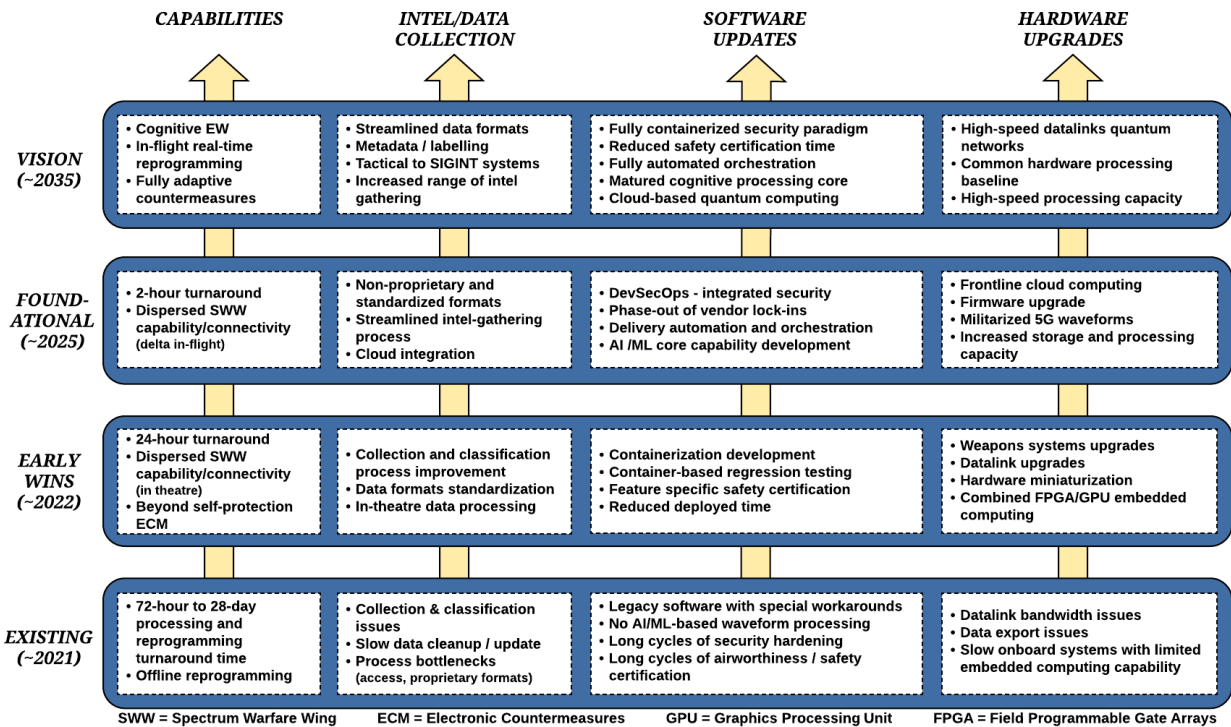 CAPABILITIES
INTEL/DATA
COLLECTION
SOFTWARE
UPDATES
HARDWARE
UPGRADES
VISION
(~2035)
• Cognitive EW
• In-flight real-time
reprogramming
• Fully adaptive
countermeasures
• Streamlined data formats
• Metadata / labelling
• Tactical to SIGINT systems
• Increased range of intel
gathering
• Fully containerized security paradigm
• Reduced safety certification time
• Fully automated orchestration
• Matured cognitive processing core
• Cloud-based quantum computing
• High-speed datalinks quantum
networks
• Common hardware processing
baseline
• High-speed processing capacity
FOUND-
ATIONAL
(~2025)
• 2-hour turnaround
• Dispersed SWW
capability/connectivity
(delta in-flight)
• Non-proprietary and
standardized formats
• Streamlined intel-gathering
process
• Cloud integration
• DevSecOps - integrated security
• Phase-out of vendor lock-ins
• Delivery automation and orchestration
• AI /ML core capability development
• Frontline cloud computing
• Firmware upgrade
• Militarized 5G waveforms
• Increased storage and processing
capacity
EARLY
WINS
(~2022)
• 24-hour turnaround
• Dispersed SWW
capability/connectivity
(in theatre)
• Beyond self-protection
ECM
• Collection and classification
process improvement
• Data formats standardization
• In-theatre data processing
• Containerization development
• Container-based regression testing
• Feature specific safety certification
• Reduced deployed time
• Weapons systems upgrades
• Datalink upgrades
• Hardware miniaturization
• Combined FPGA/GPU embedded
computing
EXISTING
(~2021)
• 72-hour to 28-day
processing and
reprogramming
turnaround time
• Offline reprogramming
• Collection & classification
issues
• Slow data cleanup / update
• Process bottlenecks
(access, proprietary formats)
• Legacy software with special workarounds
• No AI/ML-based waveform processing
• Long cycles of security hardening
• Long cycles of airworthiness / safety
certification
• Datalink bandwidth issues
• Data export issues
• Slow onboard systems with limited
embedded computing capability
SWW = Spectrum Warfare Wing ECM = Electronic Countermeasures GPU = Graphics Processing Unit FPGA = Field Programmable Gate Arrays